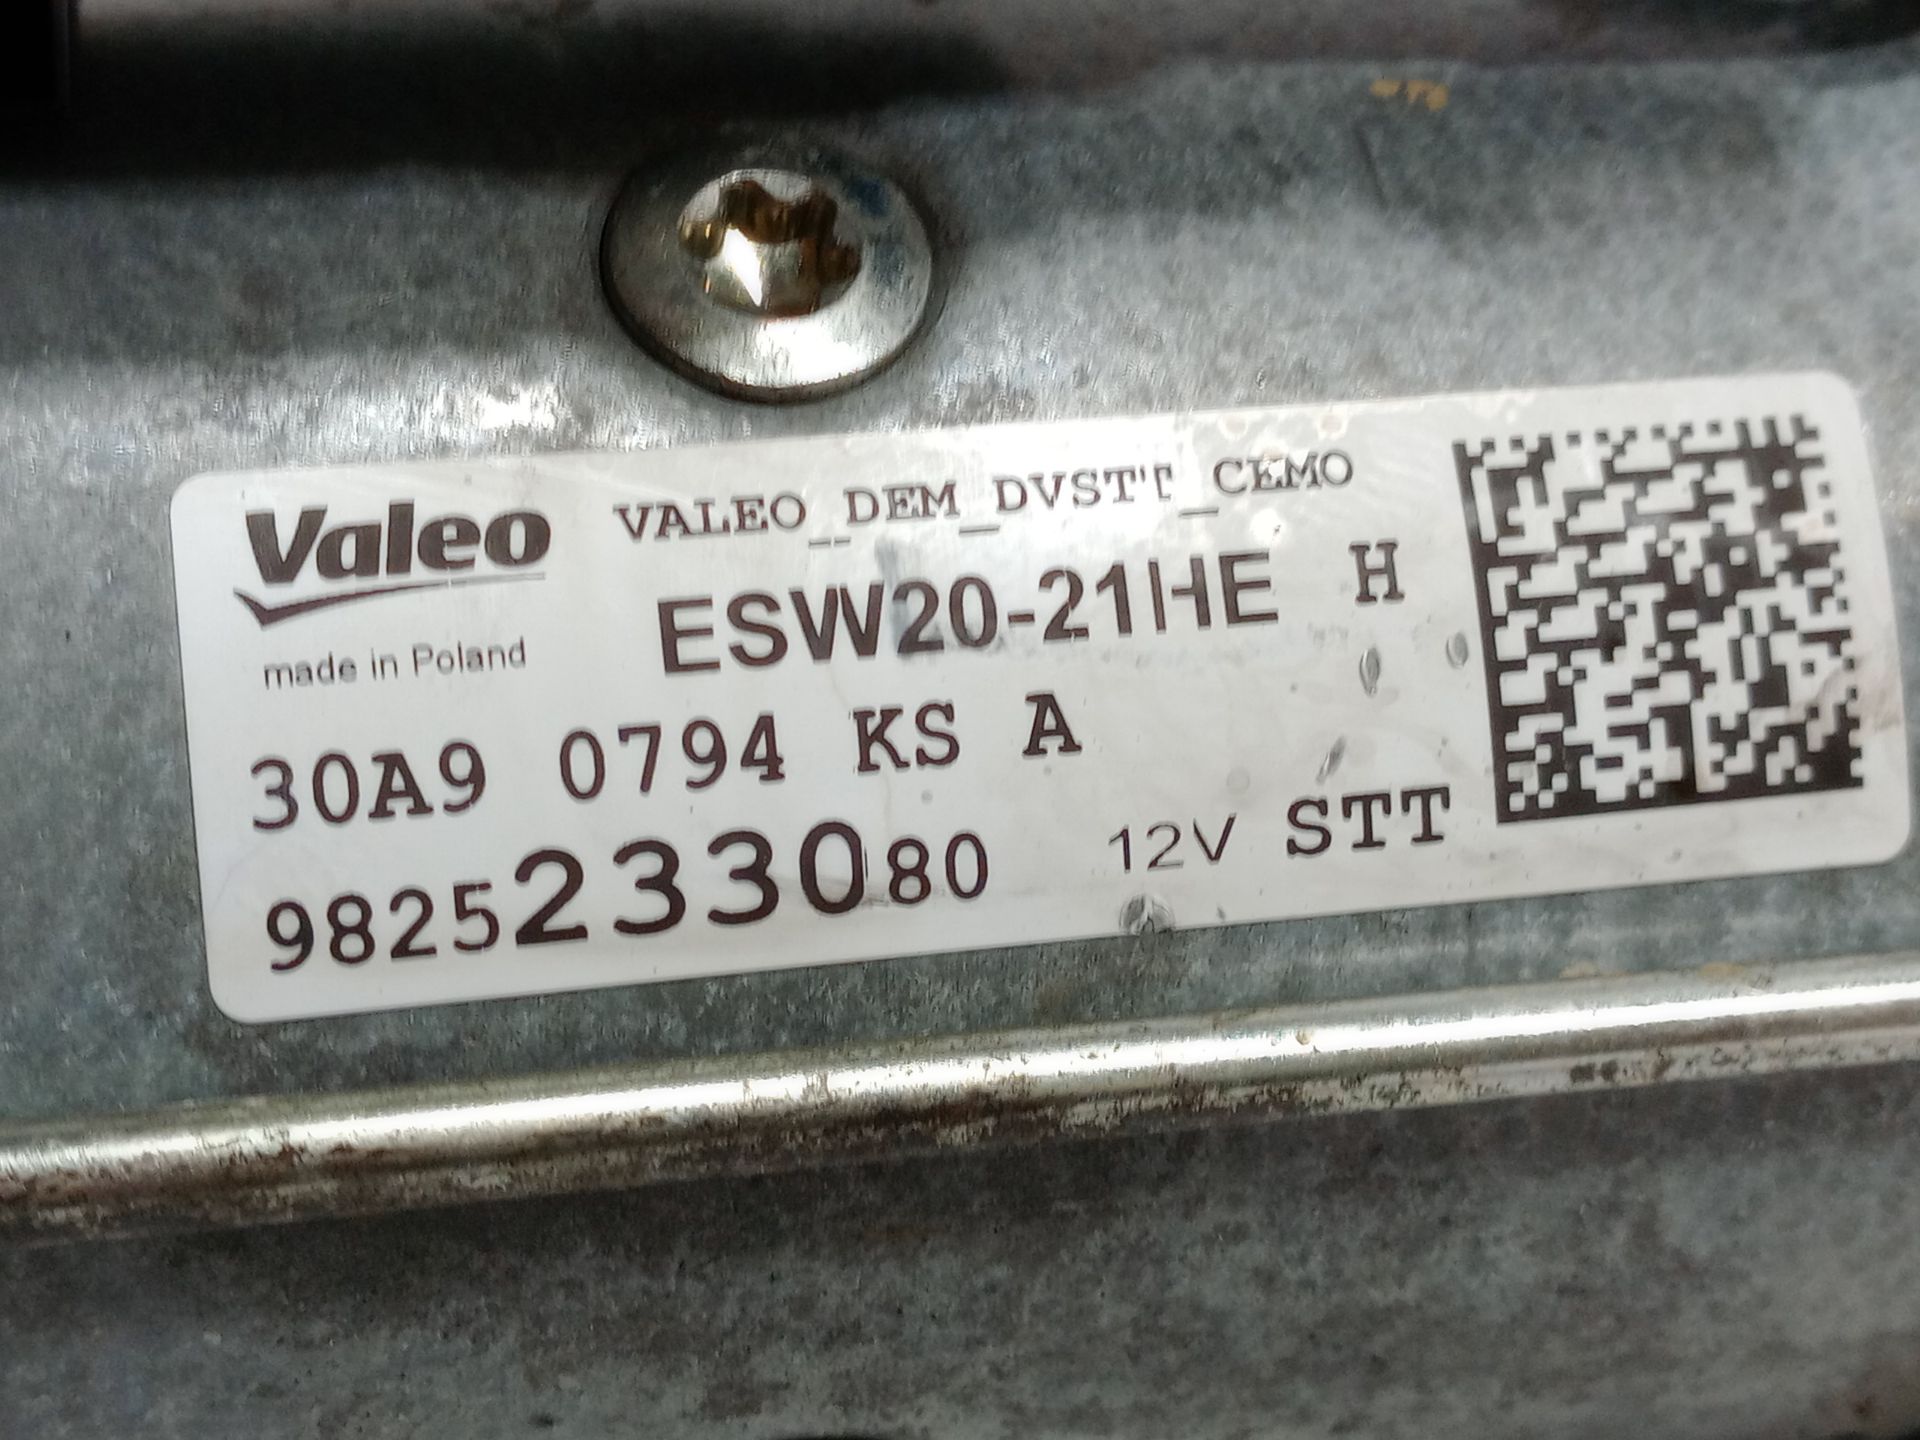 Valeo
VALEO_DEM_DVSTT_CEMO
made in Poland
ESW20-21HE H
30A9 0794 KS A
9825233080 12V STT